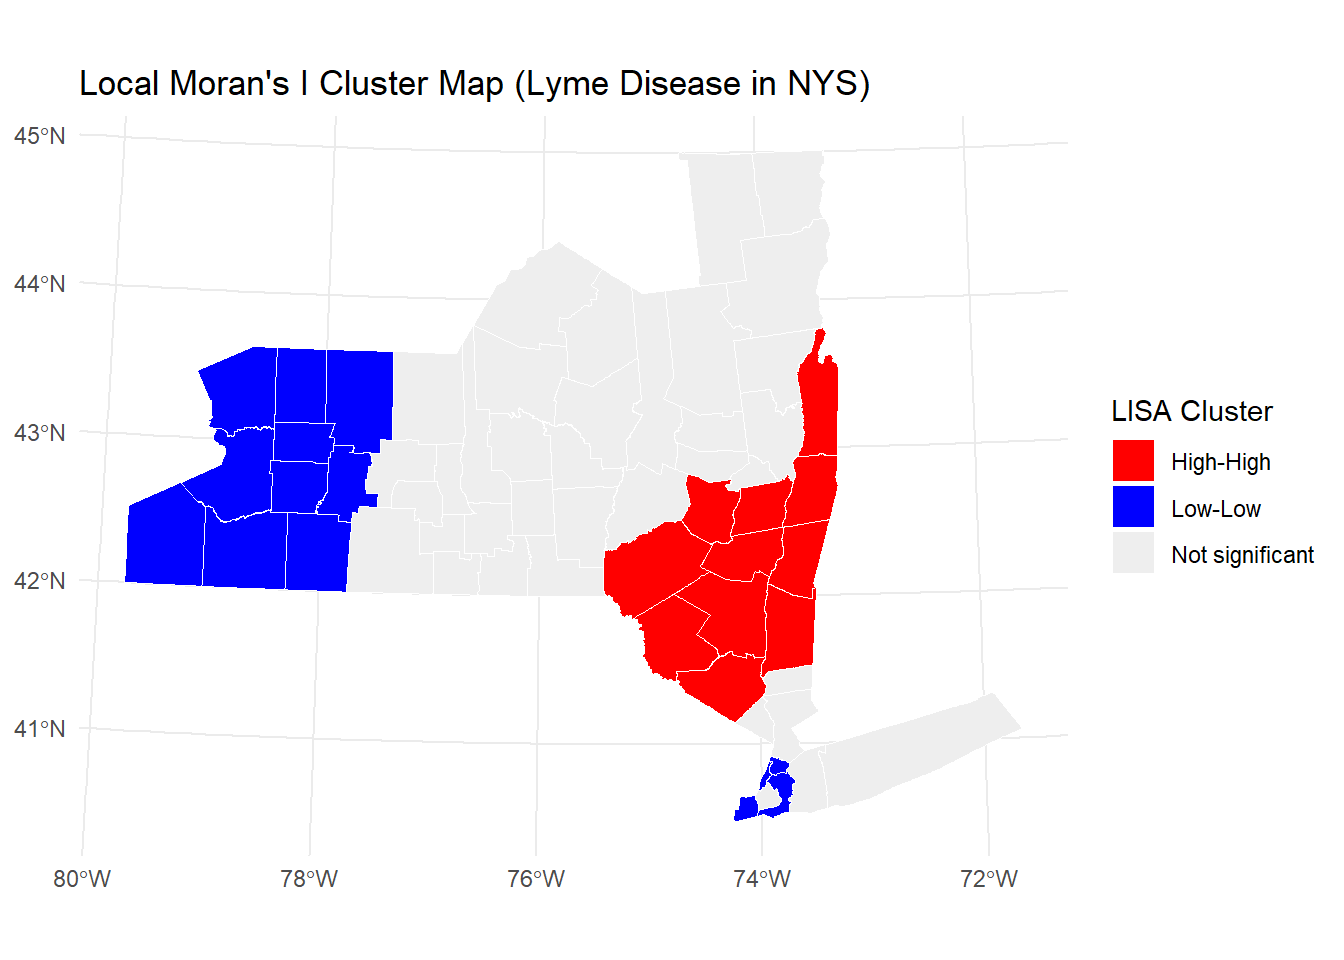 Local Moran's I Cluster Map (Lyme Disease in NYS)
45°N
44°N
43°N
42°N
41°N
80°W
78°W
76°W
74°W
72°W
LISA Cluster
High-High
Low-Low
Not significant